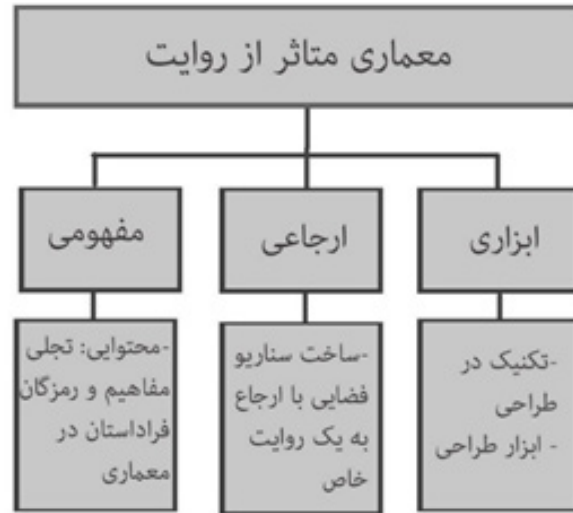 معماری متاثر از روایت
ابزاری
ارجاعی
مفهومی
-تکنیک در
طراحی
- ابزار طراحی
-ساخت سناریو
فضایی با ارجاع
به یک روایت
خاص
-محتوایی: تجلی
مفاهیم و رمزگان
فراداستان در
معماری